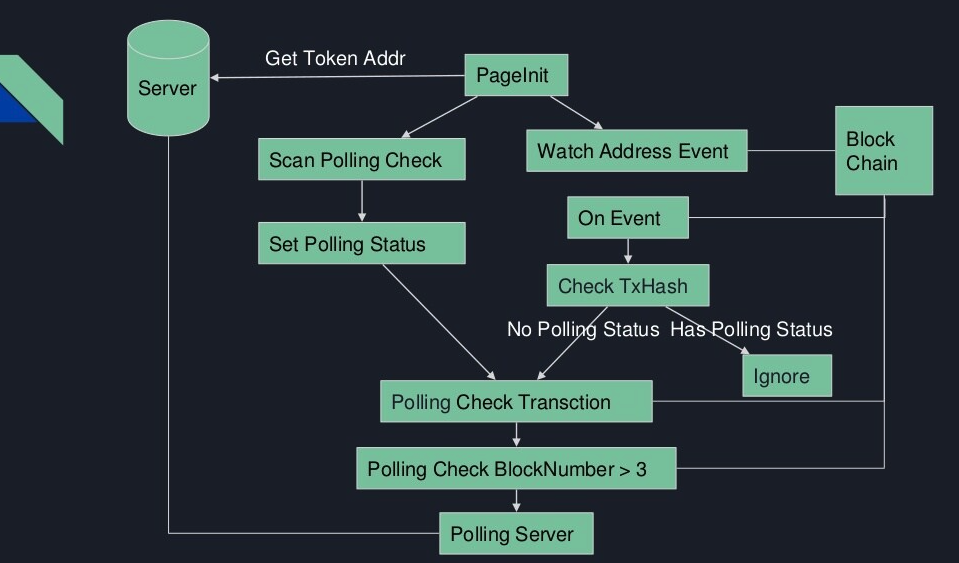 Get Token Addr
PageInit
Server
Block
Chain
Scan Polling Check
Watch Address Event
On Event
Set Polling Status
Check TxHash
No Polling Status
Has Polling Status
Ignore
Polling Check Transction
Polling Check BlockNumber > 3
Polling Server